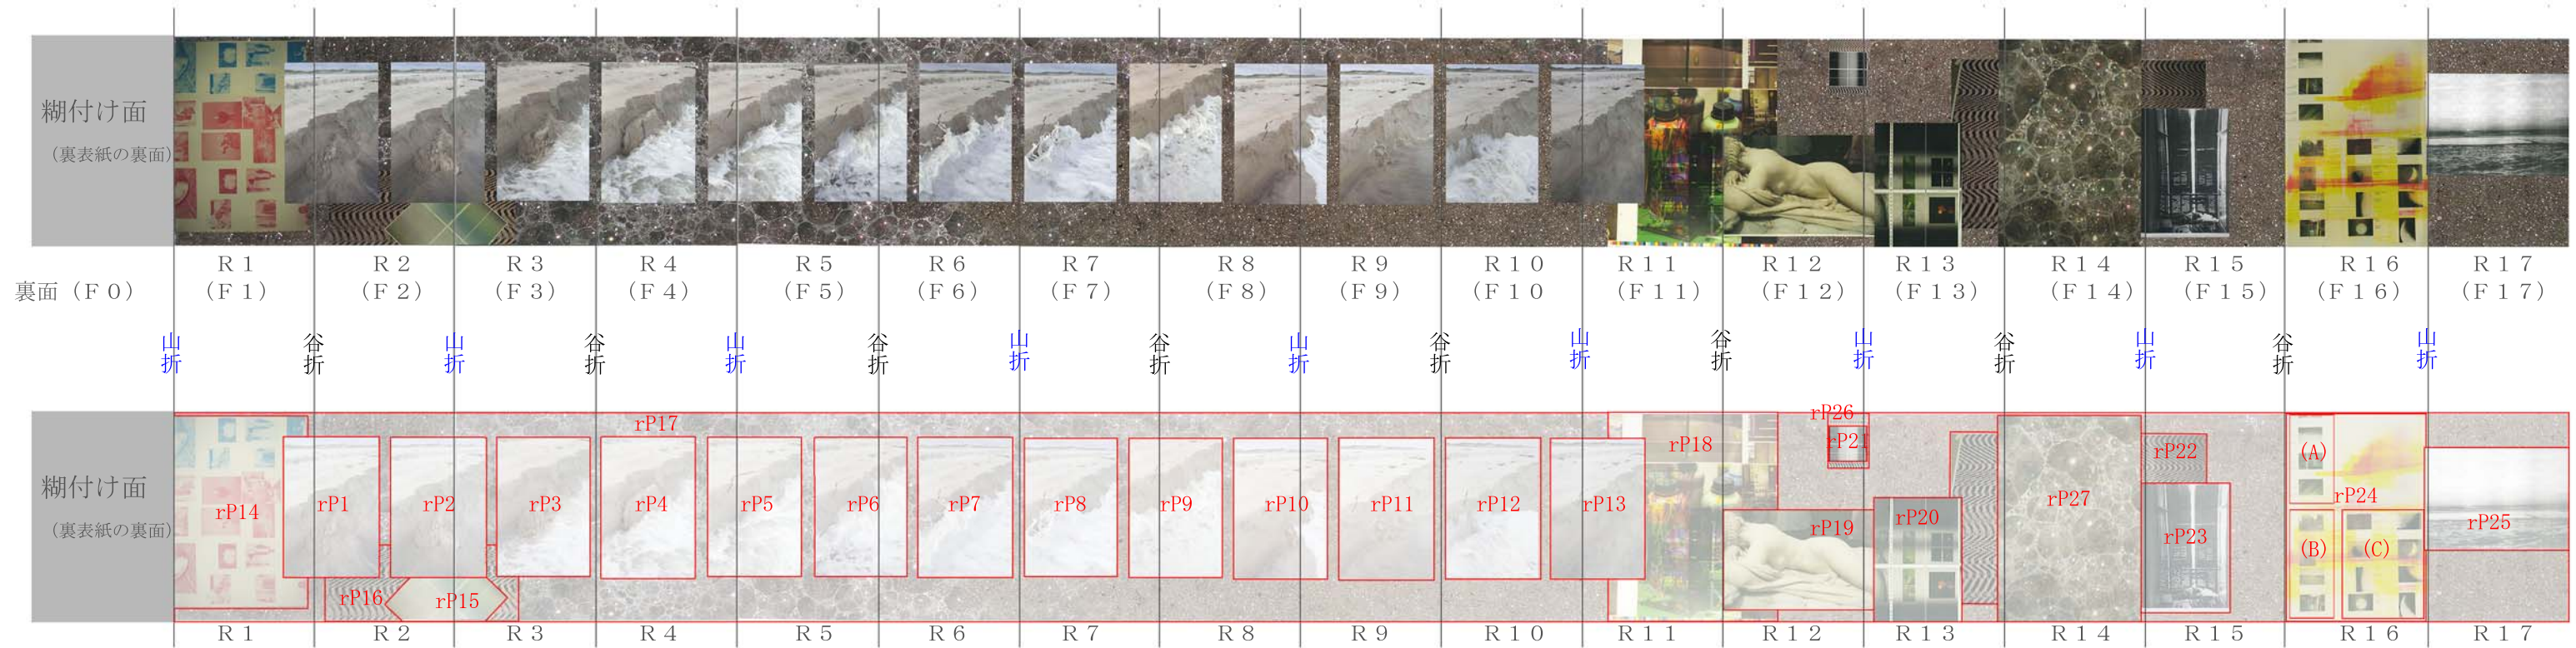 糊付け面
（裏表紙の裏面）
R1 R2 R3 R4 R5 R6 R7 R8 R9 R10 R11 R12 R13 R14 R15 R16 R17
裏面（F0） （F1） （F2） （F3） （F4） （F5） （F6） （F7） （F8） （F9） （F10 （F11） （F12） （F13） （F14） （F15） （F16） （F17）
山折 谷折 山折 谷折 山折 谷折 山折 谷折 山折 谷折 山折 谷折 山折 谷折 山折 谷折 山折
rP26
rP17
rP18 rP21 rP22 (A)
糊付け面
（裏表紙の裏面）
rP24
rP14 rP1 rP2 rP3 rP4 rP5 rP6 rP7 rP8 rP9 rP10 rP11 rP12 rP13 rP19 rP20 rP27 rP23 rP25
(B) (C)
rP16 rP15
R1 R2 R3 R4 R5 R6 R7 R8 R9 R10 R11 R12 R13 R14 R15 R16 R17